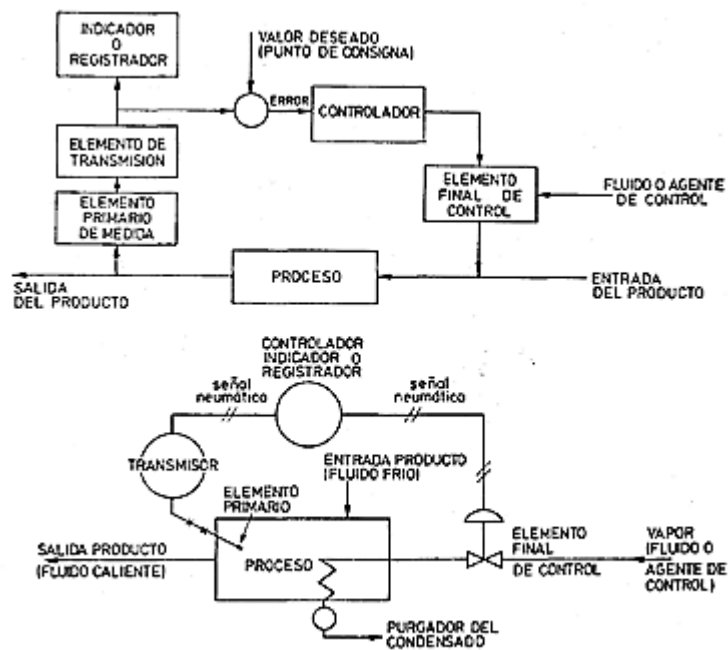 INDICADOR
O
REGISTRADOR
VALOR DESEADO
(PUNTO DE CONSIGNA)
ERROR
CONTROLADOR
ELEMENTO DE
TRANSMISION
ELEMENTO
PRIMARIO
DE MEDIDA
ELEMENTO
FINAL DE
CONTROL
FLUIDO O AGENTE
DE CONTROL
PROCESO
SALIDA
DEL PRODUCTO
ENTRADA
DEL PRODUCTO
CONTROLADOR
INDICADOR O
REGISTRADOR
señal
neumática
señal
neumática
TRANSMISOR
ENTRADA PRODUCTO
(FLUIDO FRIO)
ELEMENTO
PRIMARIO
SALIDA PRODUCTO
(FLUIDO CALIENTE)
PROCESO
ELEMENTO
FINAL
DE CONTROL
VAPOR
(FLUIDO O
AGENTE DE
CONTROL)
PURGADOR DEL
CONDENSADO